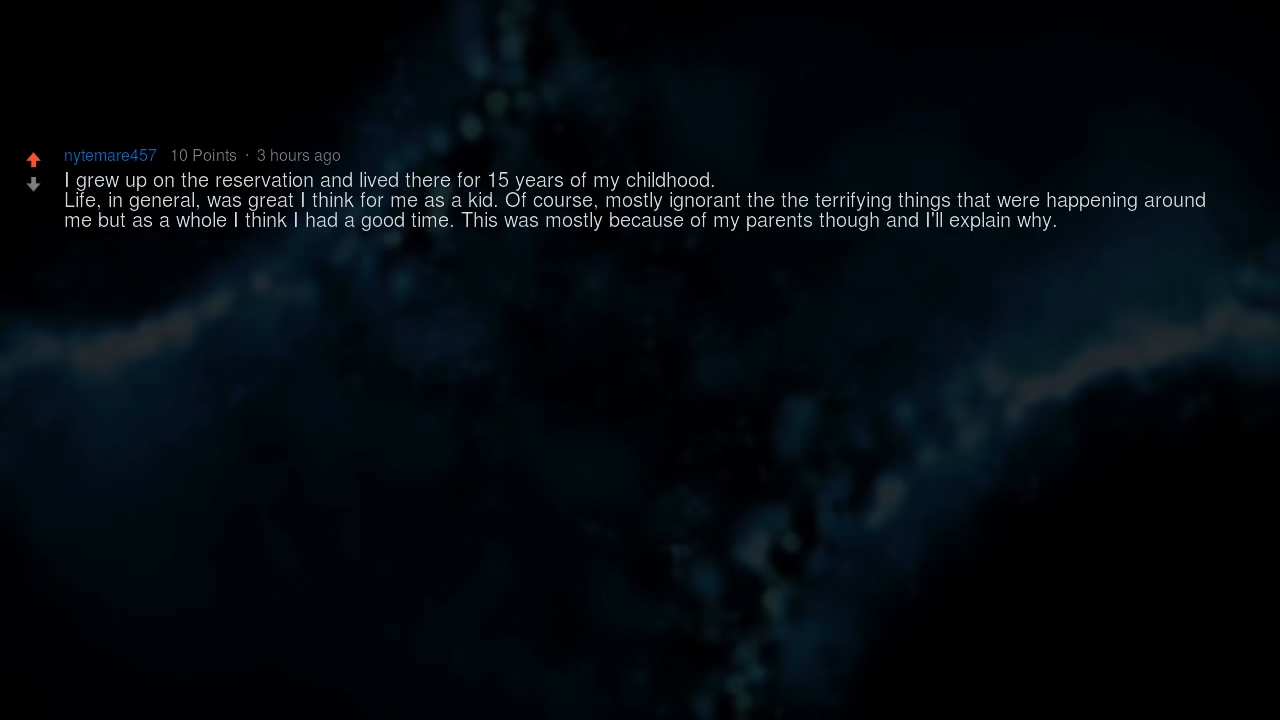 nytemare457 10 Points · 3 hours ago
I grew up on the reservation and lived there for 15 years of my childhood.
Life, in general, was great I think for me as a kid. Of course, mostly ignorant the the terrifying things that were happening around
me but as a whole I think I had a good time. This was mostly because of my parents though and I'll explain why.